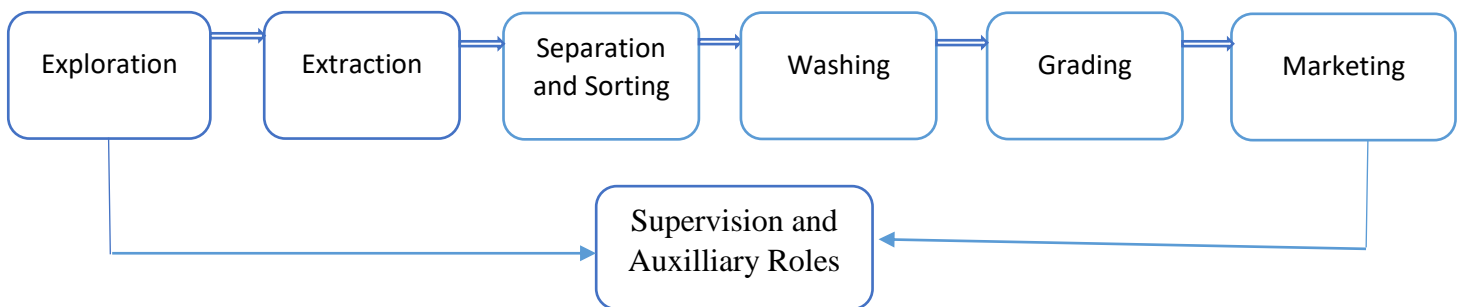 Exploration
Extraction
Separation
and Sorting
Washing
Grading
Marketing
Supervision and
Auxilliary Roles